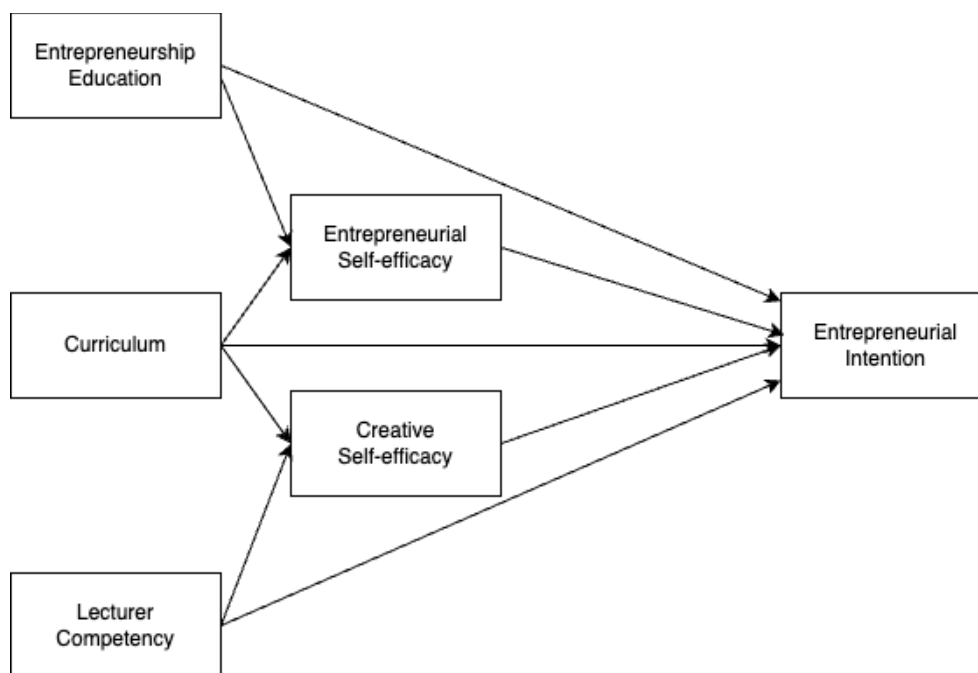 Entrepreneurship
Education
Entrepreneurial
Self-efficacy
Curriculum
Entrepreneurial
Intention
Creative
Self-efficacy
Lecturer
Competency